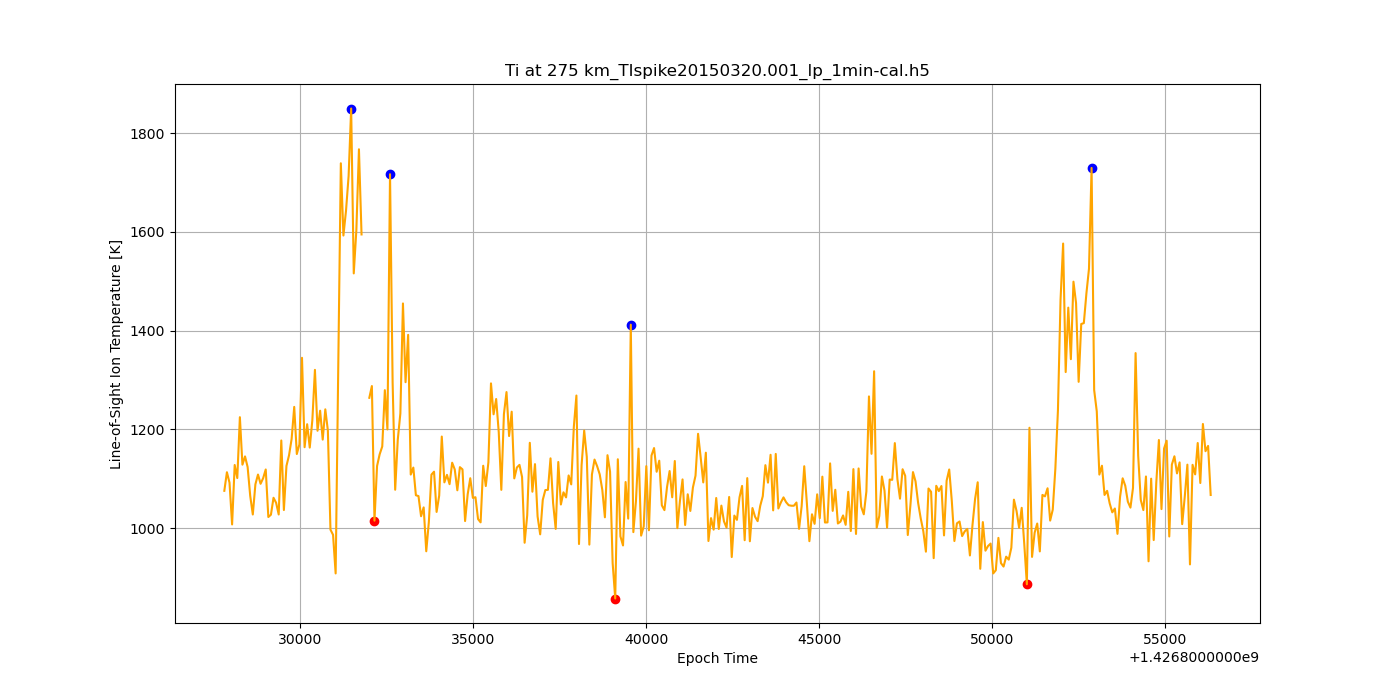 Ti at 275 km_TIspike20150320.001_lp_1min-cal.h5
Line-of-Sight Ion Temperature [K]
1800
1600
1400
1200
1000
30000 35000 40000 45000 50000 55000
Epoch Time
+1.4268000000e9